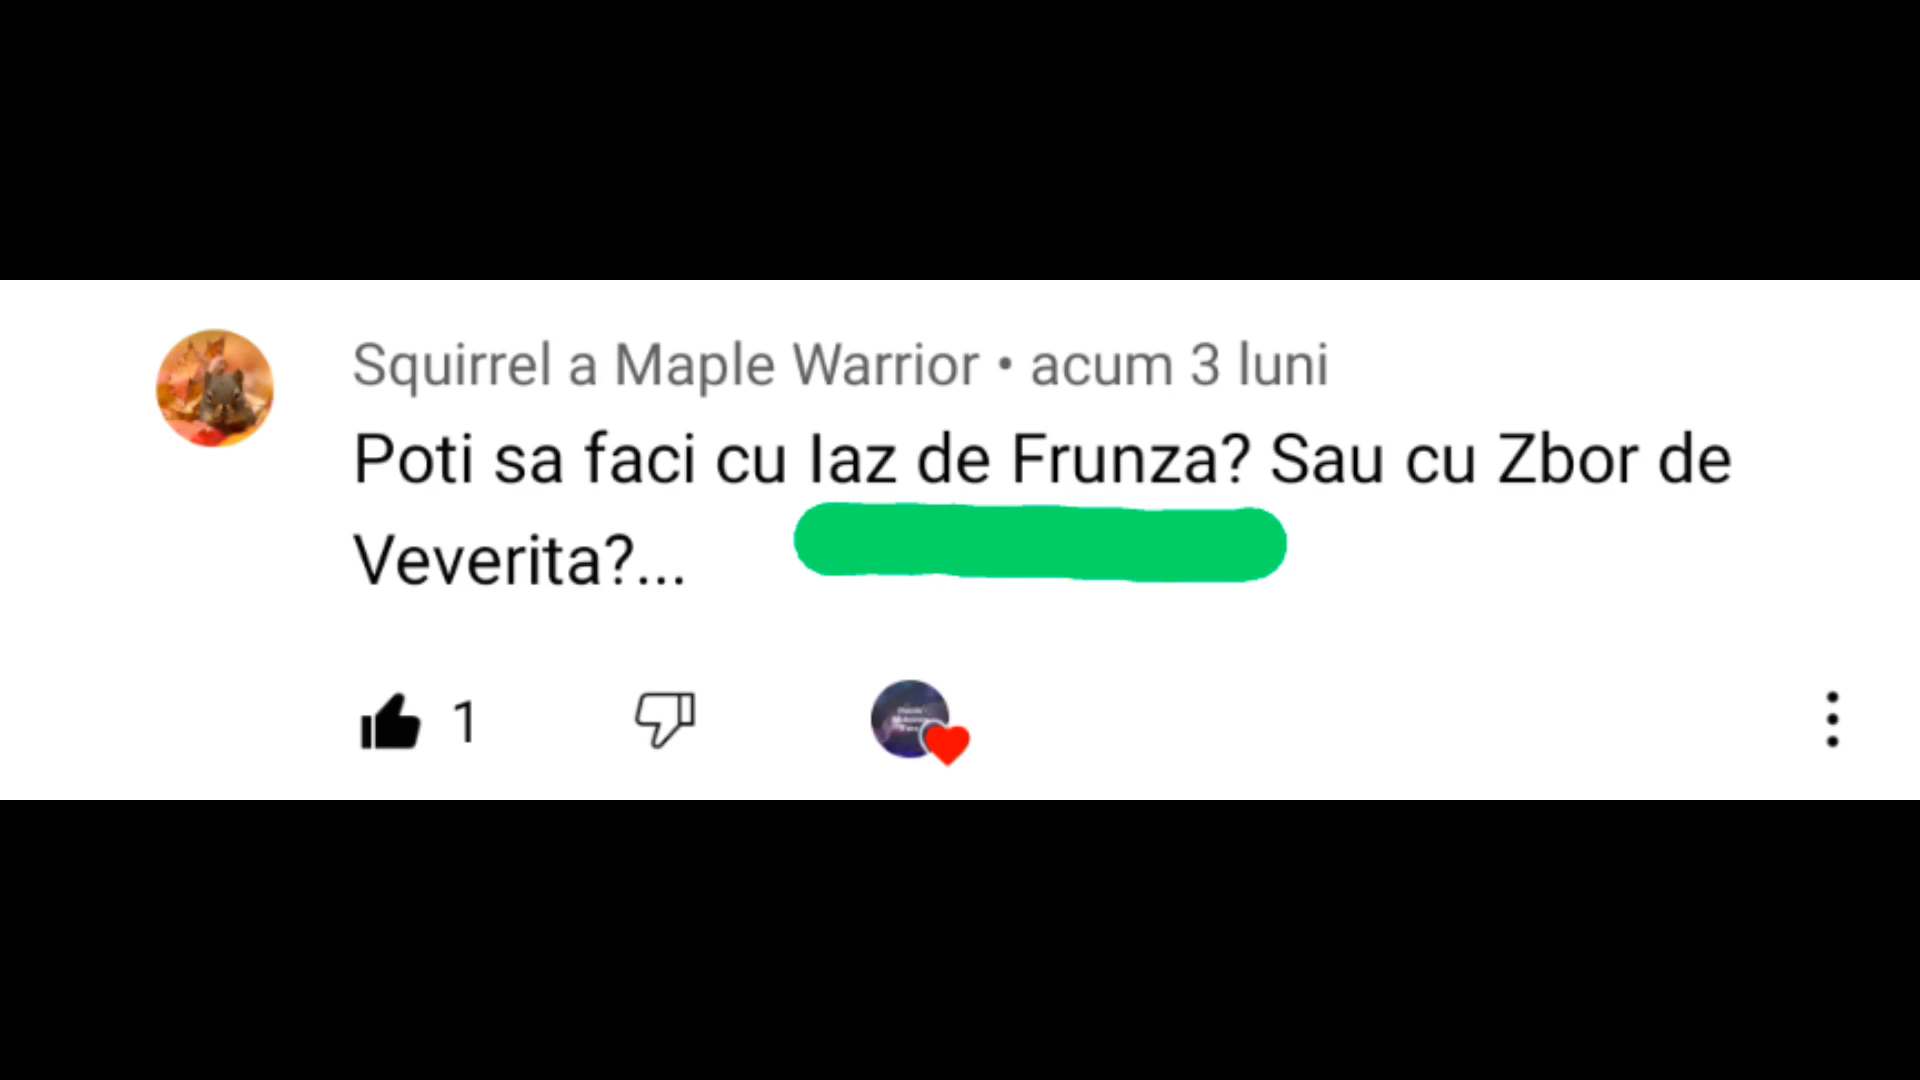 Squirrel a Maple Warrior • acum 3 luni
Poti sa faci cu Iaz de Frunza? Sau cu Zbor de
Veverita?...
1